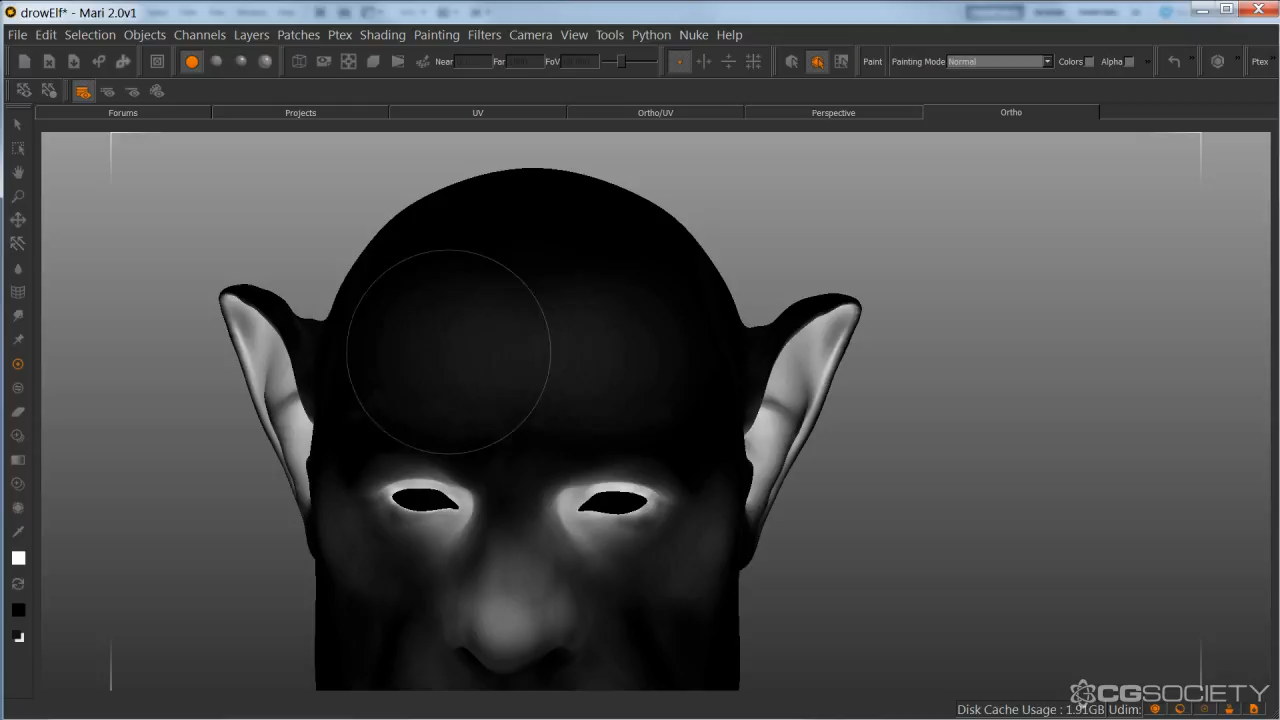 drowElf* - Mari 2.0v1
File Edit Selection Objects Channels Layers Patches Ptex Shading Painting Filters Camera View Tools Python Nuke Help
Near Far FoV Paint Painting Mode Normal Colors Alpha Ptex
Forums Projects UV Ortho/UV Perspective Ortho
CGSOCIETY
Disk Cache Usage : 1.91GB Udim: